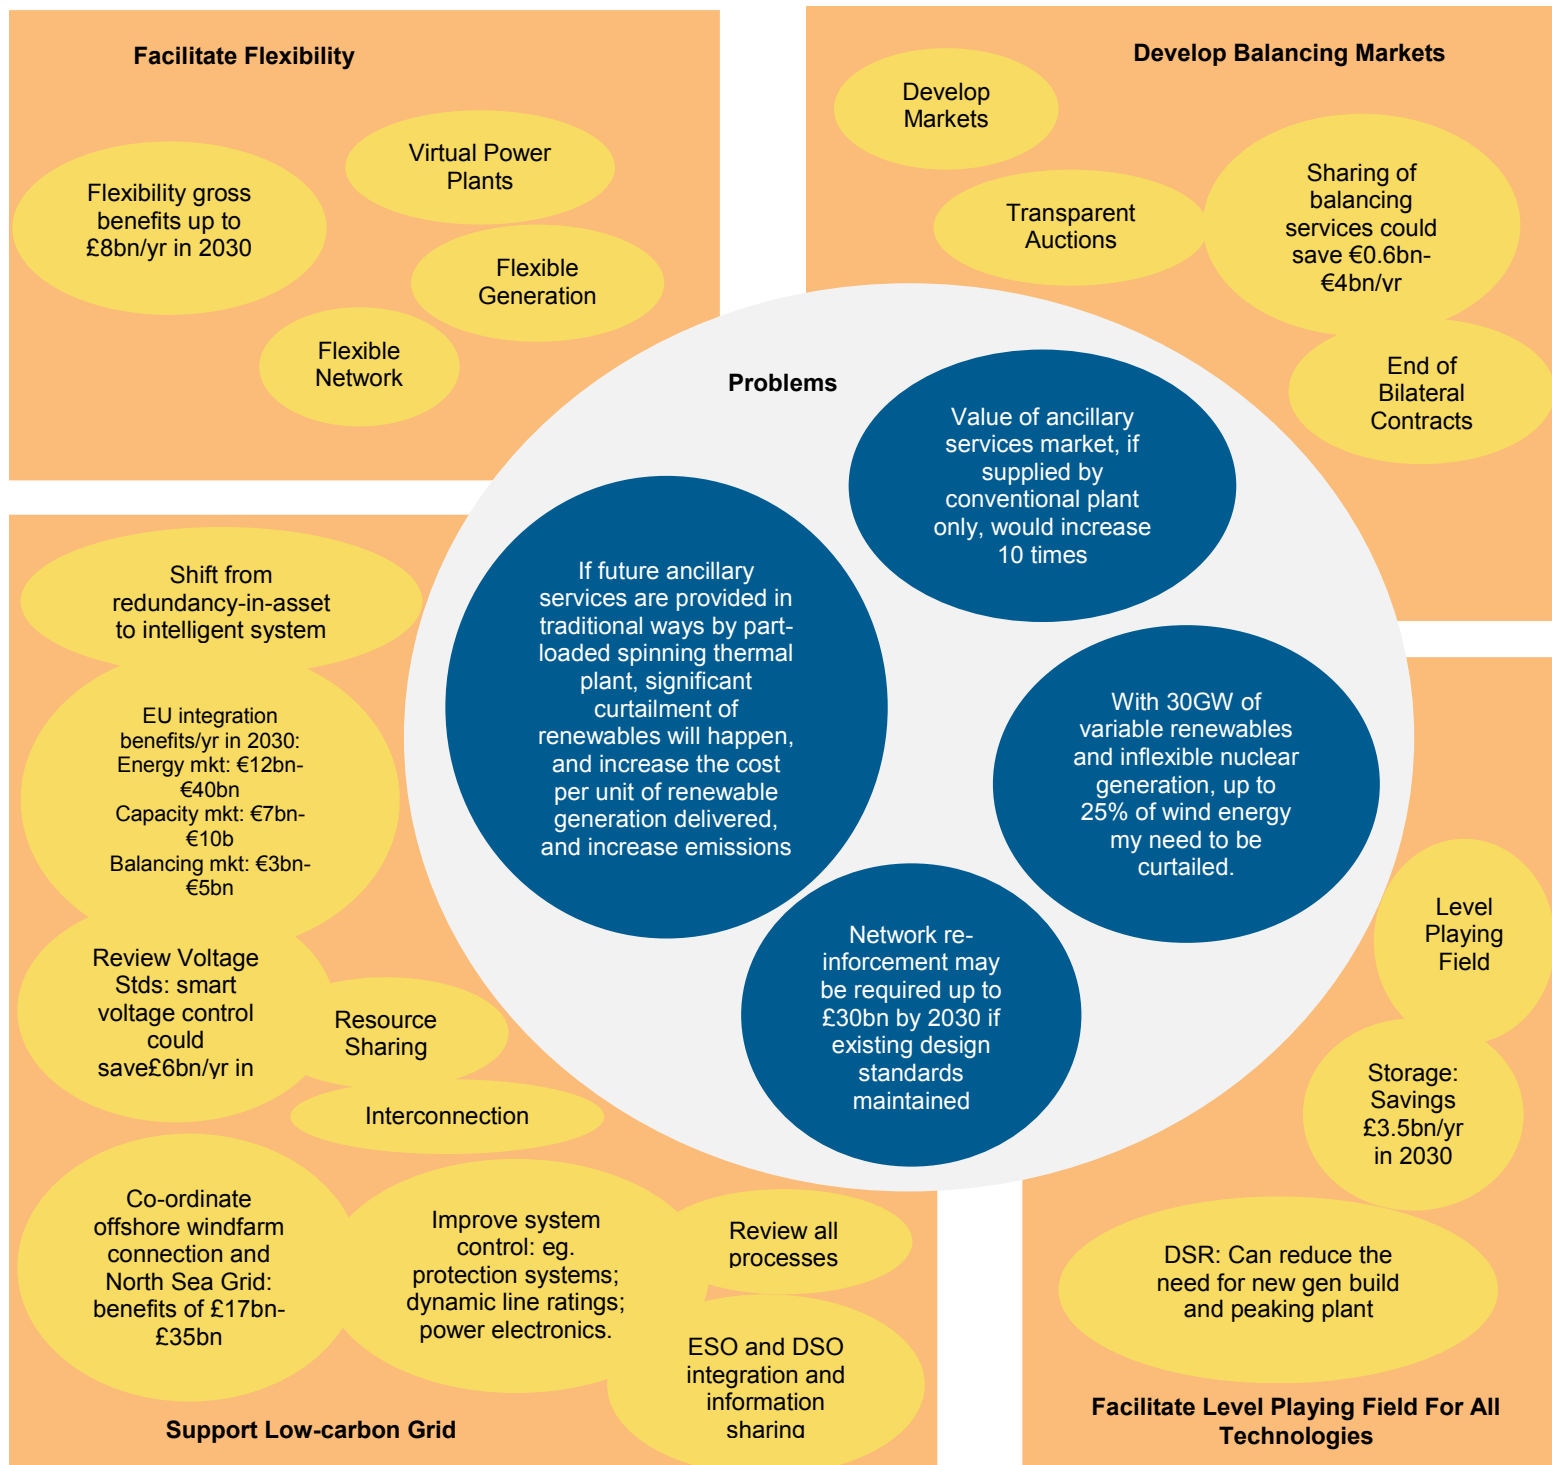 Facilitate Flexibility
Flexibility gross
benefits up to
£8bn/yr in 2030
Virtual Power
Plants
Flexible
Generation
Flexible
Network
Develop Balancing Markets
Develop
Markets
Transparent
Auctions
Sharing of
balancing
services could
save €0.6bn-
€4bn/yr
End of
Bilateral
Contracts
Problems
Value of ancillary
services market, if
supplied by
conventional plant
only, would increase
10 times
If future ancillary
services are provided in
traditional ways by part-
loaded spinning thermal
plant, significant
curtailment of
renewables will happen,
and increase the cost
per unit of renewable
generation delivered,
and increase emissions
With 30GW of
variable renewables
and inflexible nuclear
generation, up to
25% of wind energy
my need to be
curtailed.
Network re-
inforcement may
be required up to
£30bn by 2030 if
existing design
standards
maintained
Shift from
redundancy-in-asset
to intelligent system
EU integration
benefits/yr in 2030:
Energy mkt: €12bn-
€40bn
Capacity mkt: €7bn-
€10b
Balancing mkt: €3bn-
€5bn
Review Voltage
Stds: smart
voltage control
could
save£6bn/yr in
Resource
Sharing
Interconnection
Co-ordinate
offshore windfarm
connection and
North Sea Grid:
benefits of £17bn-
£35bn
Improve system
control: eg.
protection systems;
dynamic line ratings;
power electronics.
Review all
processes
ESO and DSO
integration and
information
sharing
Support Low-carbon Grid
Level
Playing
Field
Storage:
Savings
£3.5bn/yr
in 2030
DSR: Can reduce the
need for new gen build
and peaking plant
Facilitate Level Playing Field For All
Technologies